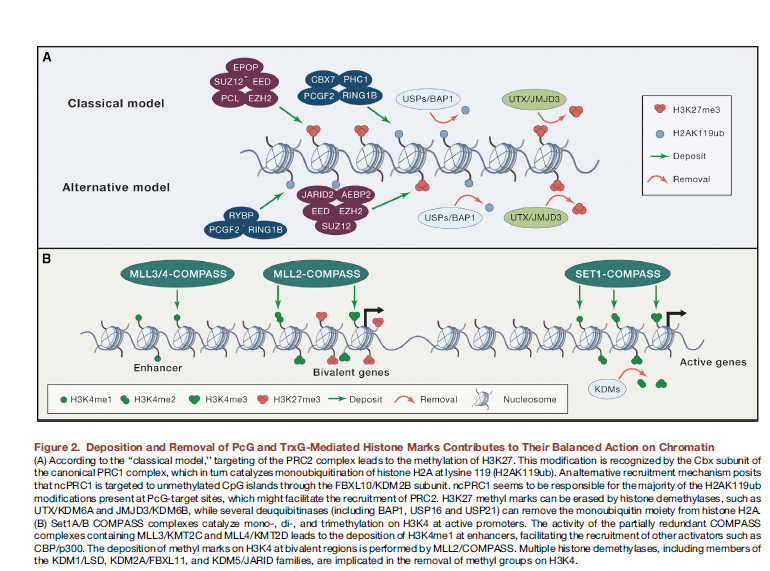 A
Classical model
EPOP
SUZ12 EED
PCL EZH2
CBX7 PHC1
PCGF2 RING1B
USPs/BAP1
UTX/JMJD3
H3K27me3
H2AK119ub
Deposit
Removal
Alternative model
RYBP
PCGF2 RING1B
JARID2 AEBP2
EED EZH2
SUZ12
USPs/BAP1
UTX/JMJD3
B
MLL3/4-COMPASS
MLL2-COMPASS
SET1-COMPASS
Enhancer
Bivalent genes
Active genes
KDMs
H3K4me1 H3K4me2 H3K4me3 H3K27me3 Deposit Removal Nucleosome
Figure 2. Deposition and Removal of PcG and TrxG-Mediated Histone Marks Contributes to Their Balanced Action on Chromatin
(A) According to the “classical model,” targeting of the PRC2 complex leads to the methylation of H3K27. This modification is recognized by the Cbx subunit of
the canonical PRC1 complex, which in turn catalyzes monoubiquitination of histone H2A at lysine 119 (H2AK119ub). An alternative recruitment mechanism posits
that ncPRC1 is targeted to unmethylated CpG islands through the FBXL10/KDM2B subunit. ncPRC1 seems to be responsible for the majority of the H2AK119ub
modifications present at PcG-target sites, which might facilitate the recruitment of PRC2. H3K27 methyl marks can be erased by histone demethylases, such as
UTX/KDM6A and JMJD3/KDM6B, while several deuquibitinases (including BAP1, USP16 and USP21) can remove the monoubiquitin moiety from histone H2A.
(B) Set1A/B COMPASS complexes catalyze mono-, di-, and trimethylation on H3K4 at active promoters. The activity of the partially redundant COMPASS
complexes containing MLL3/KMT2C and MLL4/KMT2D leads to the deposition of H3K4me1 at enhancers, facilitating the recruitment of other activators such as
CBP/p300. The deposition of methyl marks on H3K4 at bivalent regions is performed by MLL2/COMPASS. Multiple histone demethylases, including members of
the KDM1/LSD, KDM2A/FBXL11, and KDM5/JARID families, are implicated in the removal of methyl groups on H3K4.